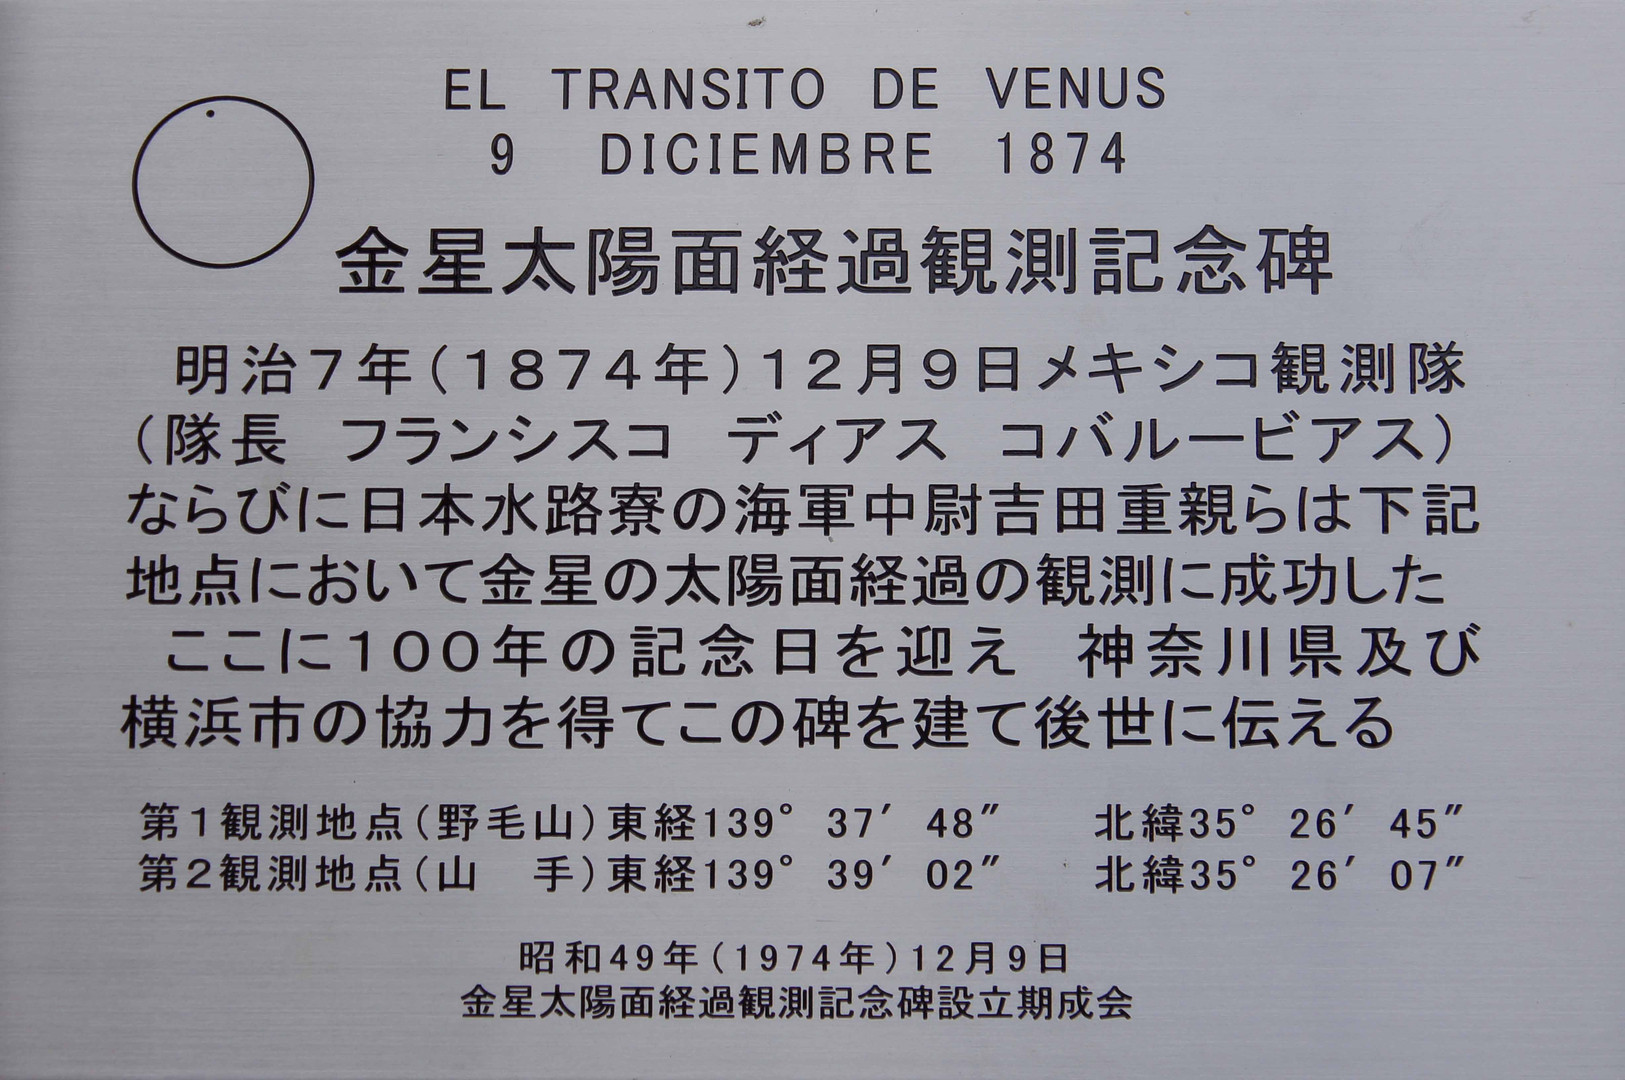 EL TRANSITO DE VENUS
9 DICIEMBRE 1874
金星太陽面経過観測記念碑
明治7年(1874年)12月9日メキシコ観測隊
(隊長　フランシスコ　ディアス　コバルービアス)
ならびに日本水路寮の海軍中尉吉田重親らは下記
地点において金星の太陽面経過の観測に成功した
ここに100年の記念日を迎え　神奈川県及び
横浜市の協力を得てこの碑を建て後世に伝える
第1観測地点(野毛山)東経139° 37′ 48″　北緯35° 26′ 45″
第2観測地点(山　手)東経139° 39′ 02″　北緯35° 26′ 07″
昭和49年(1974年)12月9日
金星太陽面経過観測記念碑設立期成会